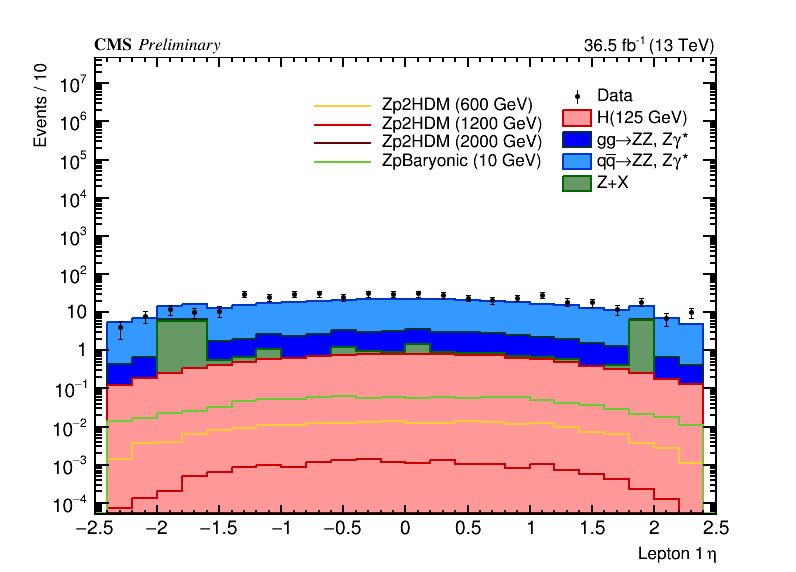 CMS Preliminary 36.5 fb⁻¹ (13 TeV)
Events / 10
Zp2HDM (600 GeV)
Zp2HDM (1200 GeV)
Zp2HDM (2000 GeV)
ZpBaryonic (10 GeV)
Data
H(125 GeV)
gg→ZZ, Zγ*
qq̅→ZZ, Zγ*
Z+X
10⁷
10⁶
10⁵
10⁴
10³
10²
10
1
10⁻¹
10⁻²
10⁻³
10⁻⁴
−2.5 −2 −1.5 −1 −0.5 0 0.5 1 1.5 2 2.5
Lepton 1 η